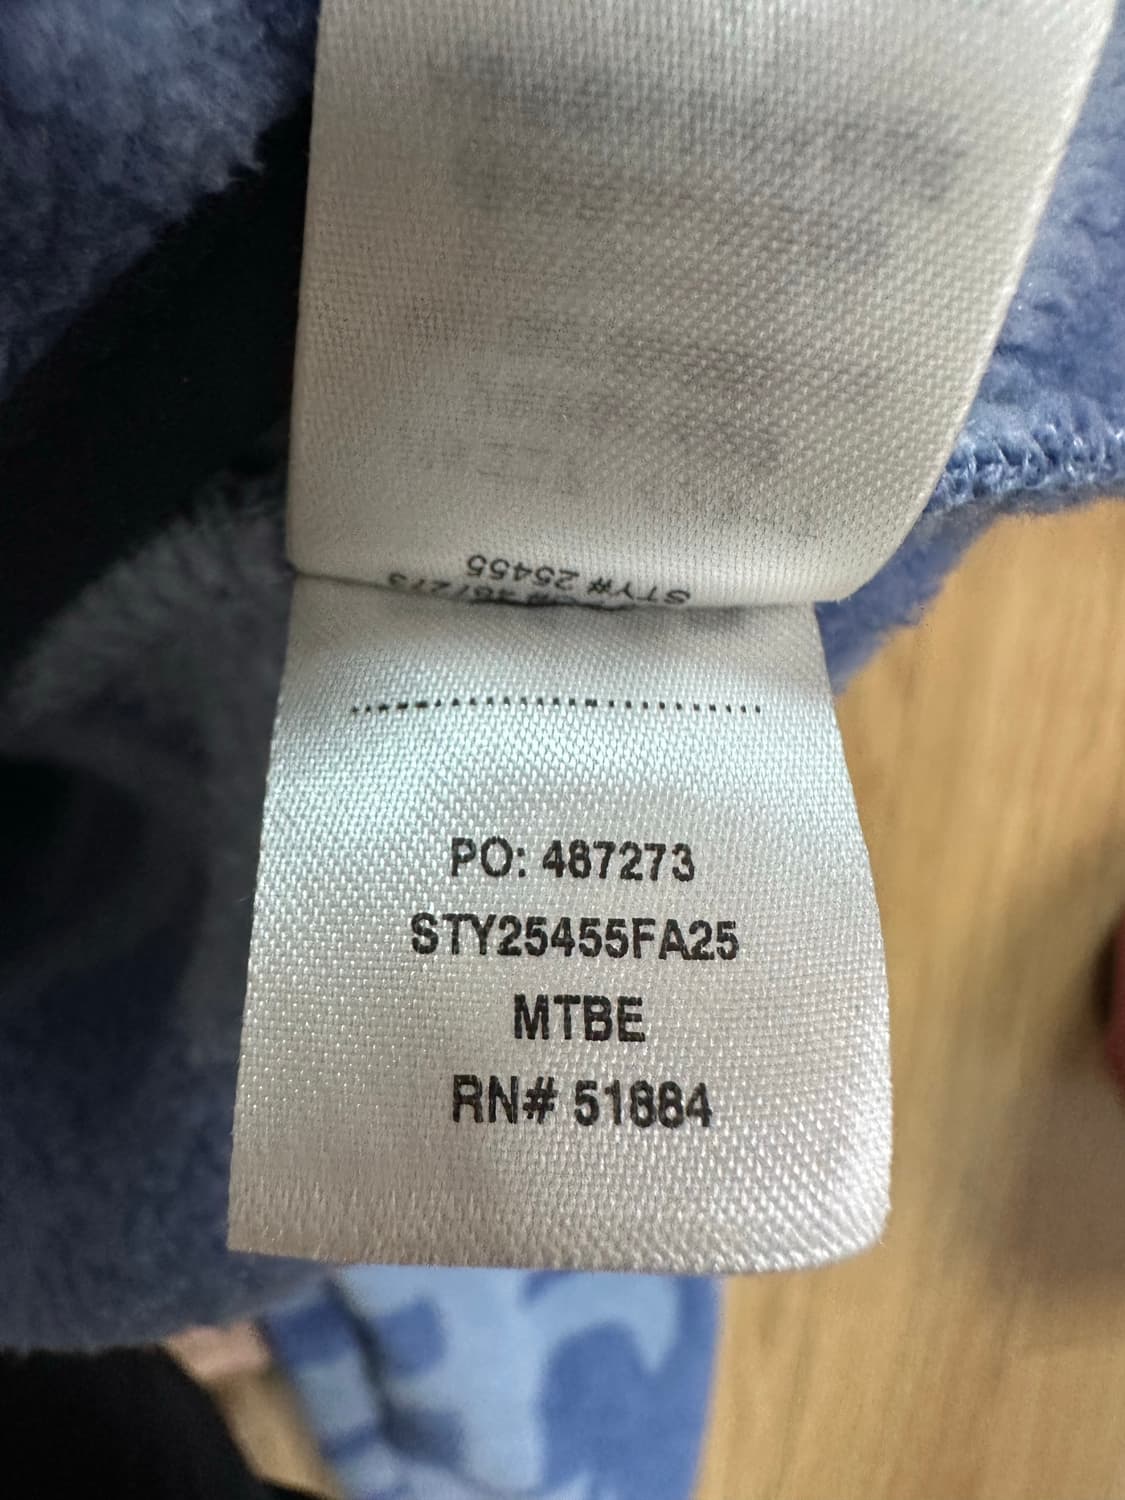 STY# 25455
PO: 487273
STY25455FA25
MTBE
RN# 51884